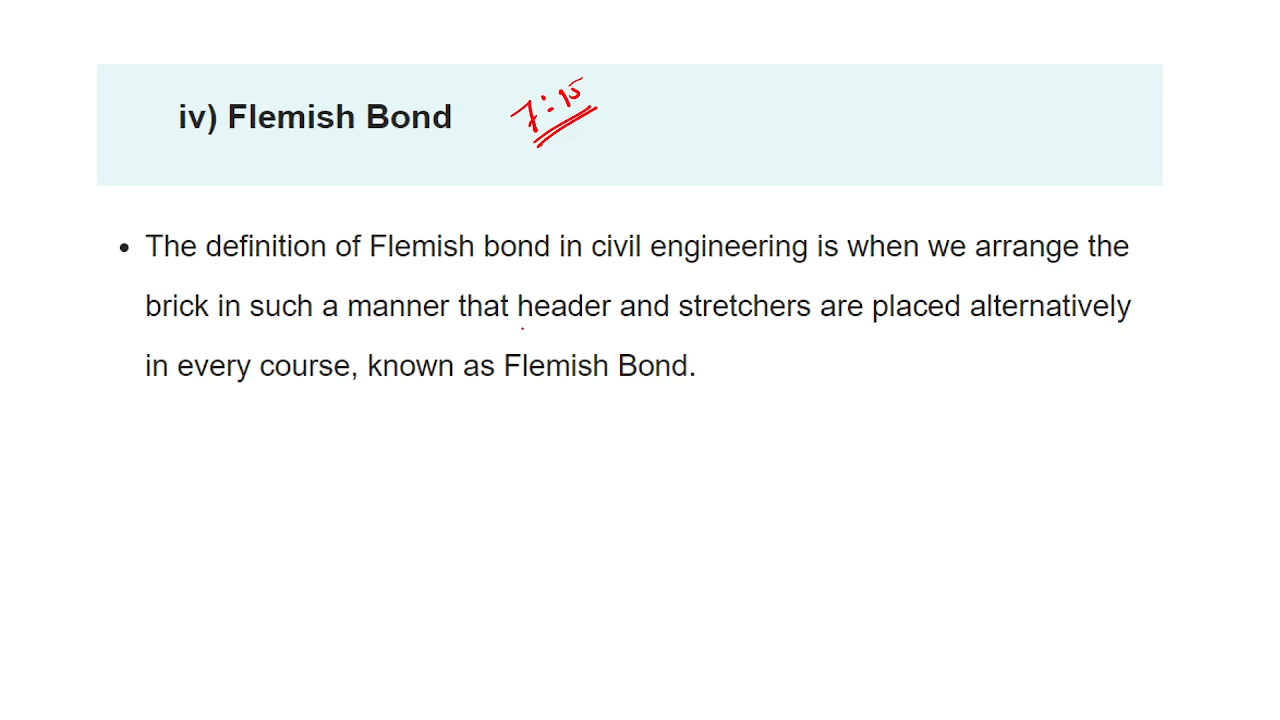 iv) Flemish Bond 7:15
• The definition of Flemish bond in civil engineering is when we arrange the
brick in such a manner that header and stretchers are placed alternatively
in every course, known as Flemish Bond.